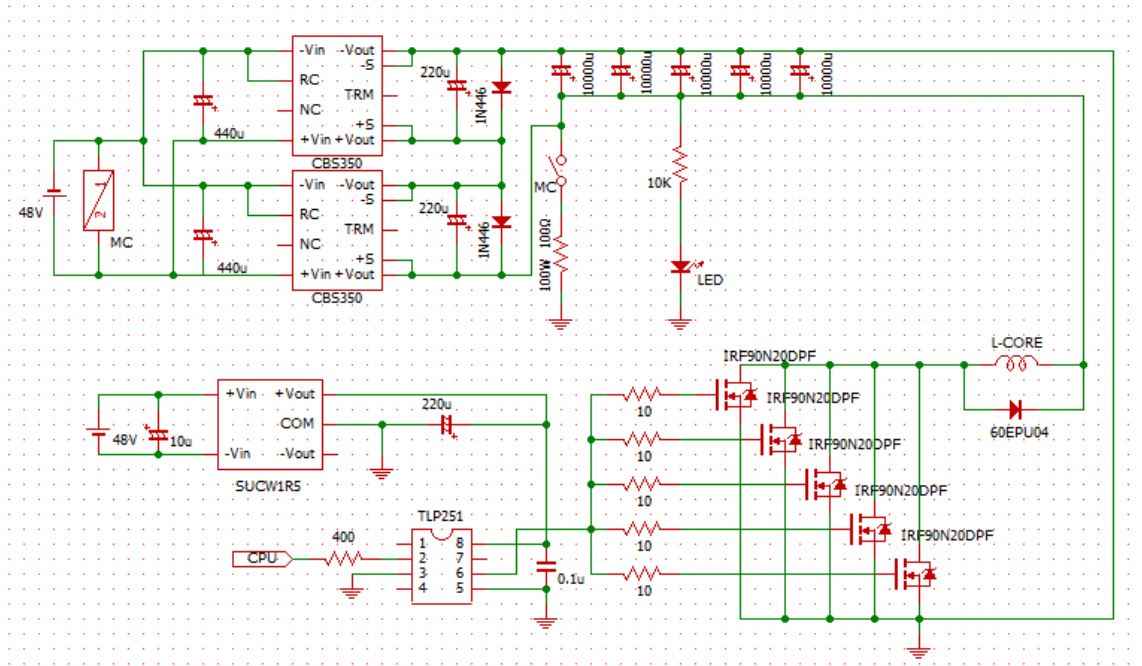 -Vin -Vout
-S
RC
TRM
NC
+S
+Vin +Vout
CBS350
440u
220u
1N446
10000u
10000u
10000u
10000u
10000u
48V
1
2
MC
-Vin -Vout
-S
RC
TRM
NC
+S
+Vin +Vout
CBS350
440u
220u
1N446
MC
100Ω
100W
10K
LED
L-CORE
60EPU04
IRF90N20DPF
IRF90N20DPF
IRF90N20DPF
IRF90N20DPF
IRF90N20DPF
10
10
10
10
10
48V
10u
+Vin +Vout
COM
-Vin -Vout
SUCW1R5
220u
TLP251
1 8
2 7
3 6
4 5
CPU
400
0.1u